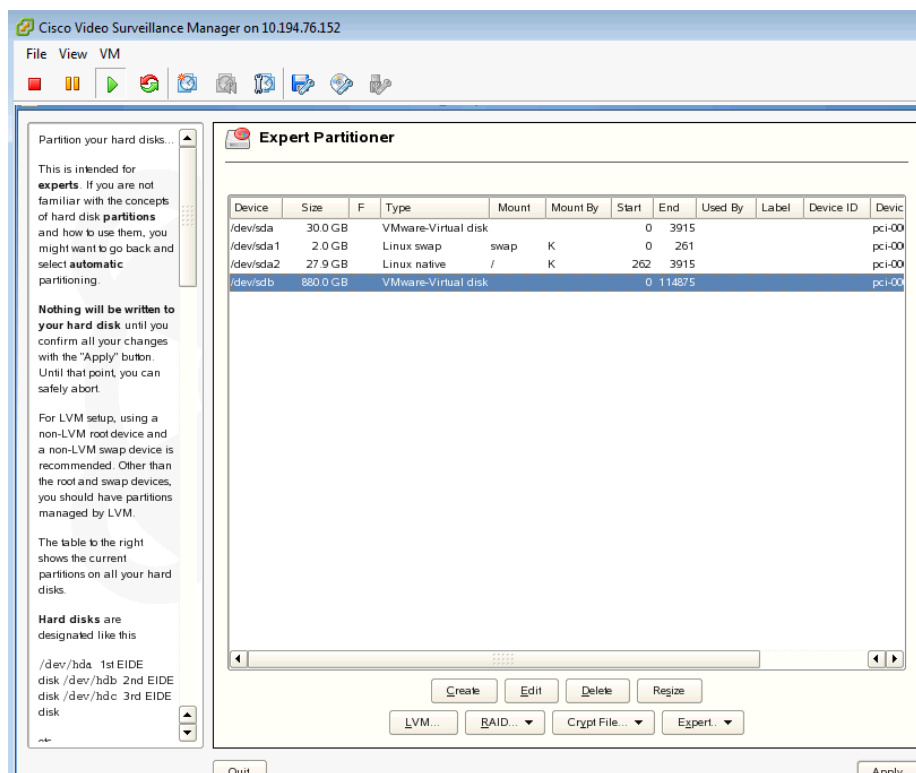 Cisco Video Surveillance Manager on 10.194.76.152
File View VM
Partition your hard disks...
This is intended for
experts. If you are not
familiar with the concepts
of hard disk partitions
and how to use them, you
might want to go back and
select automatic
partitioning.
Nothing will be written to
your hard disk until you
confirm all your changes
with the "Apply" button.
Until that point, you can
safely abort.
For LVM setup, using a
non-LVM root device and
a non-LVM swap device is
recommended. Other than
the root and swap devices,
you should have partitions
managed by LVM.
The table to the right
shows the current
partitions on all your hard
disks.
Hard disks are
designated like this
/dev/hda 1st EIDE
disk /dev/hdb 2nd EIDE
disk /dev/hdc 3rd EIDE
disk
etc
Expert Partitioner
Device Size F Type Mount Mount By Start End Used By Label Device ID Devic
/dev/sda 30.0 GB VMware-Virtual disk 0 3915 pci-00
/dev/sda1 2.0 GB Linux swap swap K 0 261 pci-00
/dev/sda2 27.9 GB Linux native / K 262 3915 pci-00
/dev/sdb 880.0 GB VMware-Virtual disk 0 114875 pci-00
Create Edit Delete Resize
LVM... RAID... Crypt File... Expert..
Quit Apply